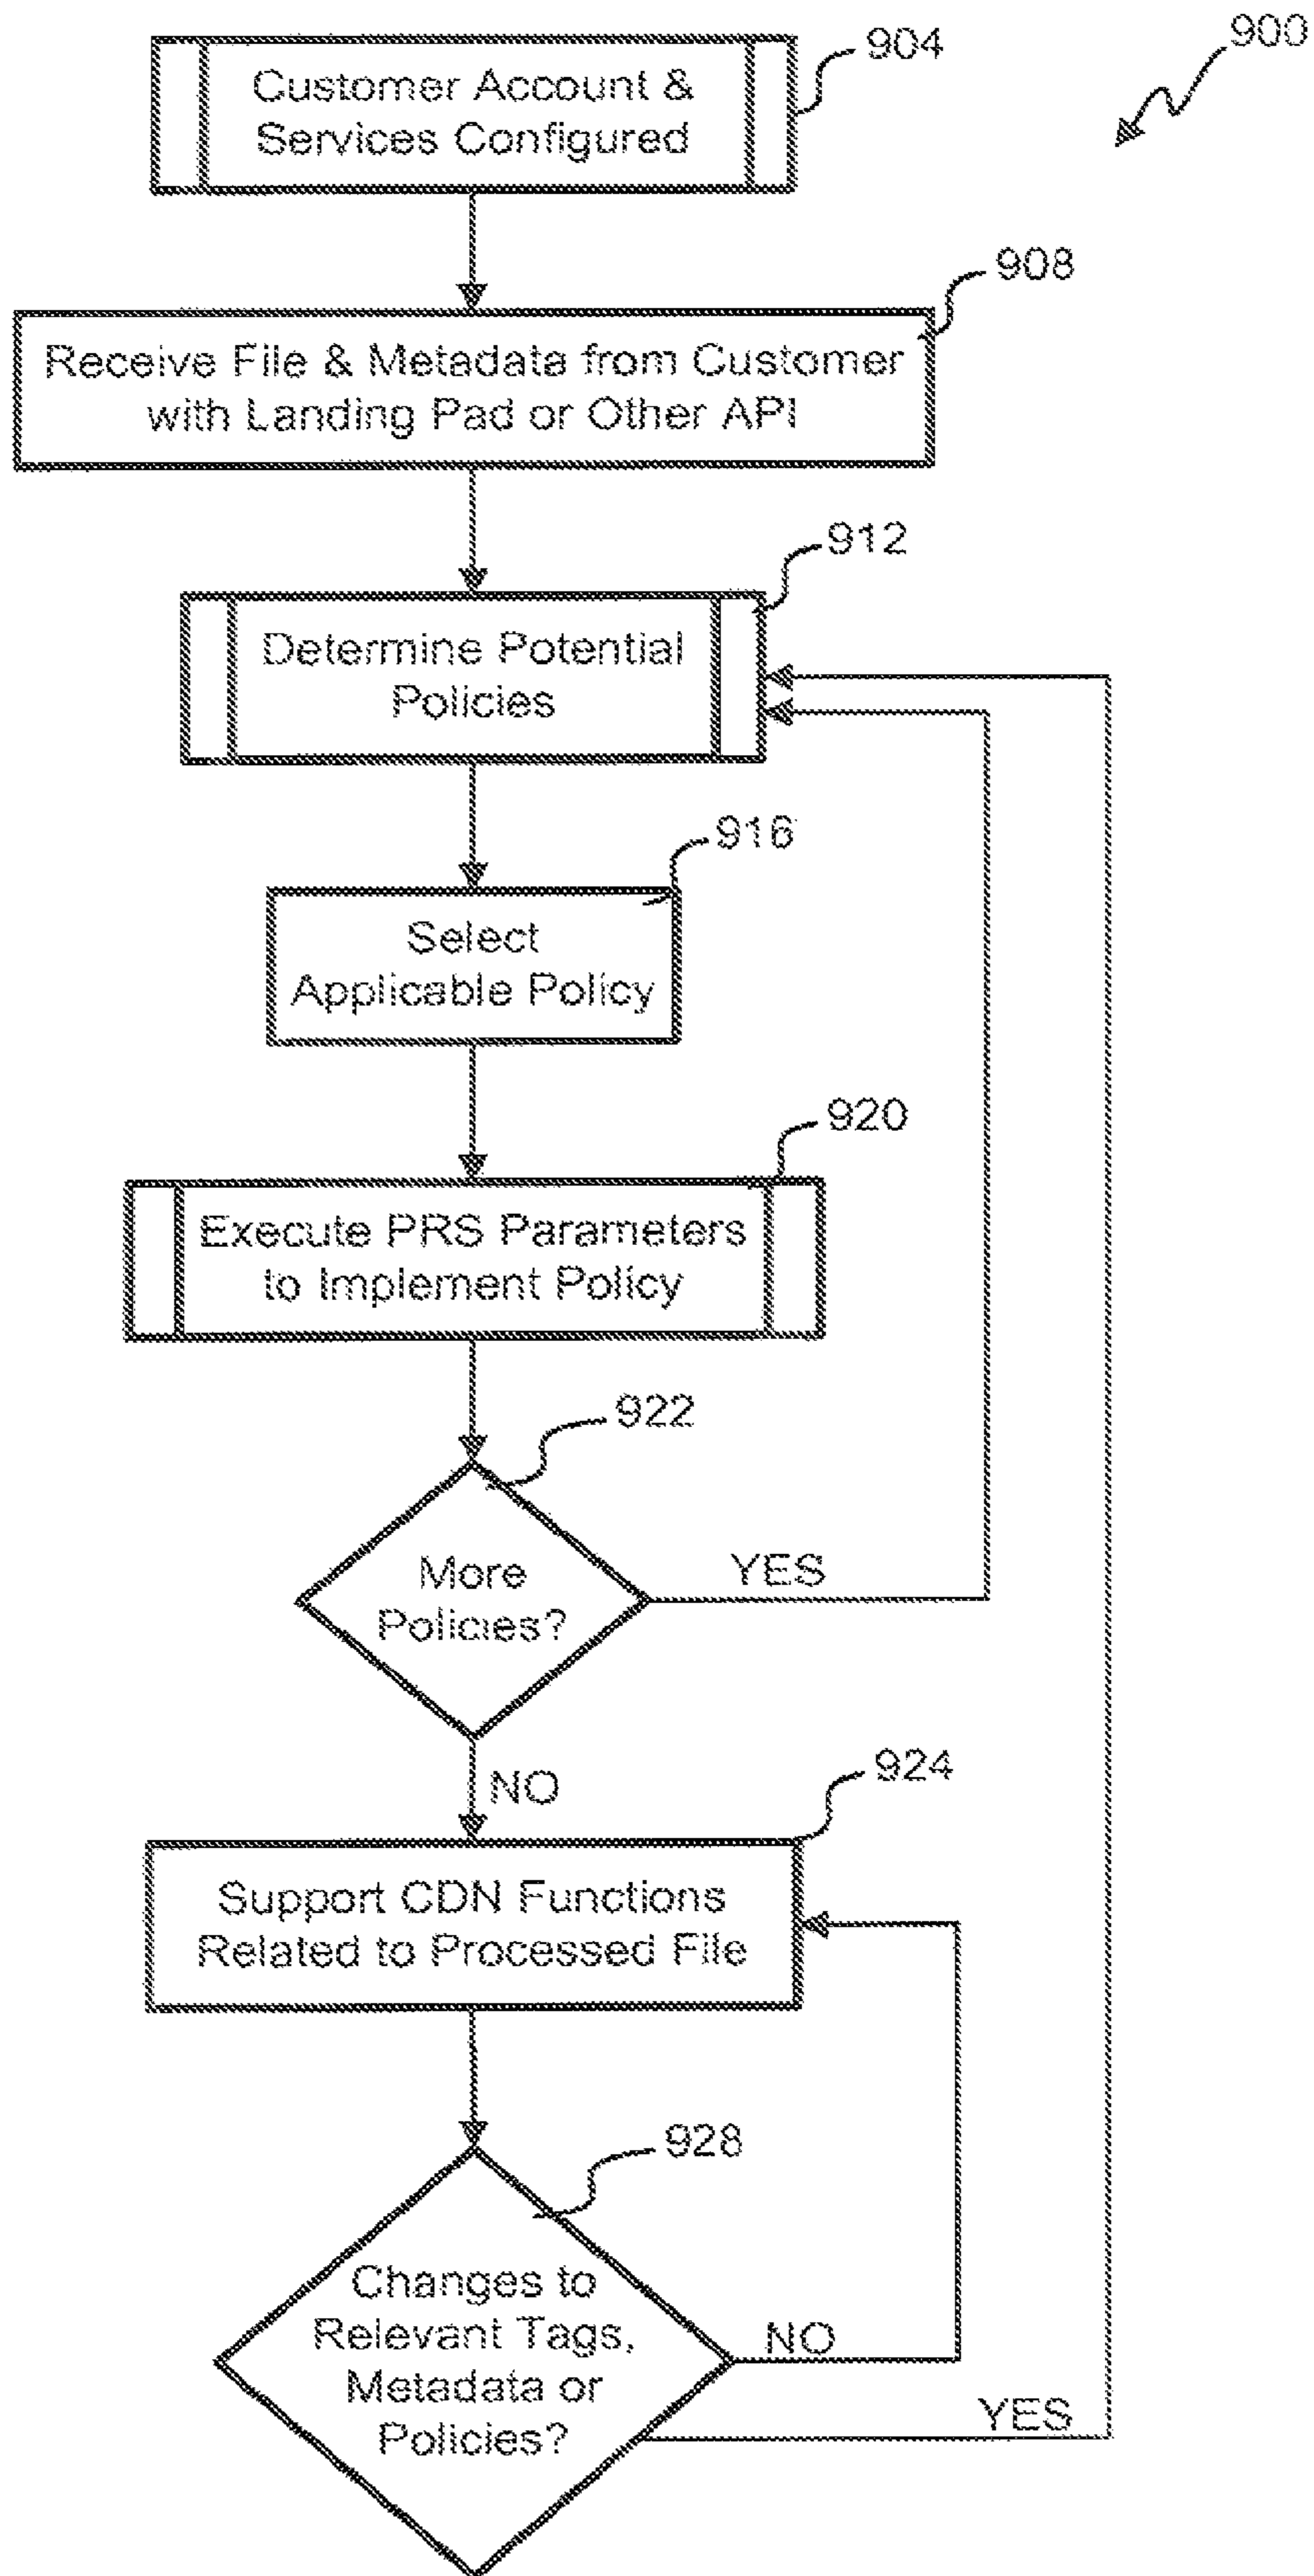 900
904
Customer Account &
Services Configured
908
Receive File & Metadata from Customer
with Landing Pad or Other API
912
Determine Potential
Policies
916
Select
Applicable Policy
920
Execute PRS Parameters
to Implement Policy
922
More
Policies?
YES
NO
924
Support CDN Functions
Related to Processed File
928
Changes to
Relevant Tags,
Metadata or
Policies?
NO
YES